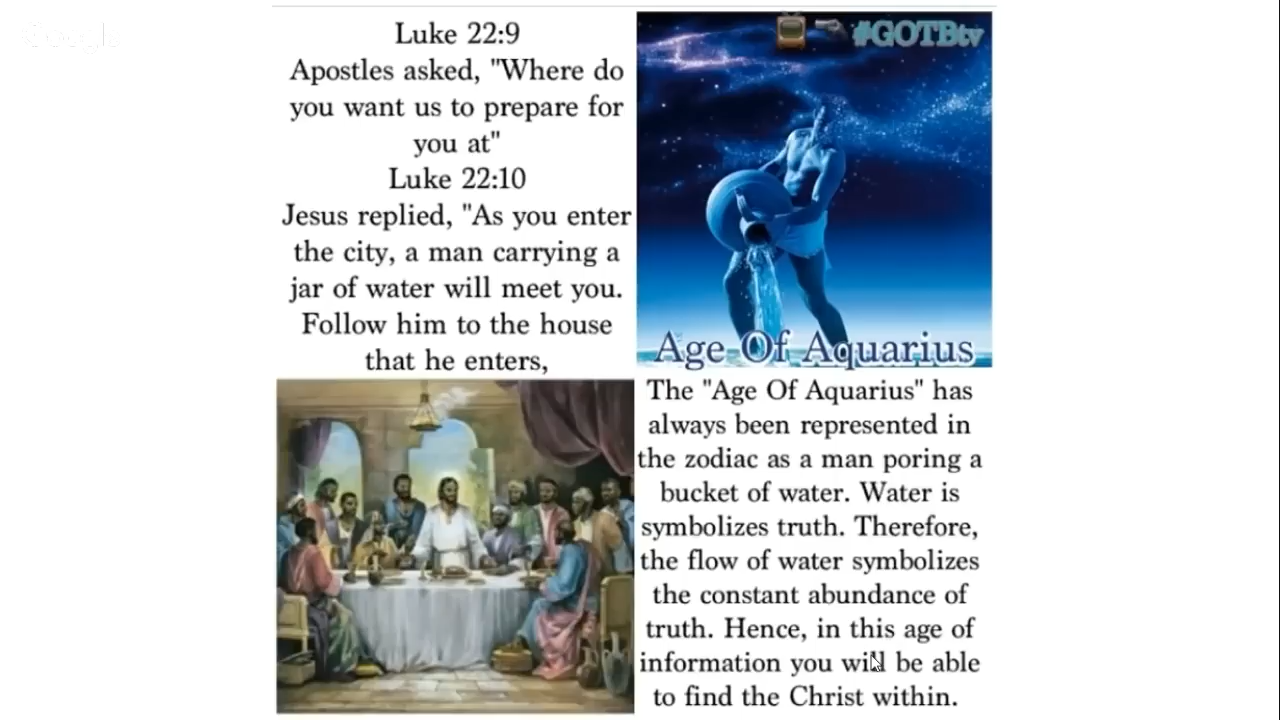 Luke 22:9
Apostles asked, "Where do
you want us to prepare for
you at"
Luke 22:10
Jesus replied, "As you enter
the city, a man carrying a
jar of water will meet you.
Follow him to the house
that he enters,
#GOTBtv
Age Of Aquarius
The "Age Of Aquarius" has
always been represented in
the zodiac as a man poring a
bucket of water. Water is
symbolizes truth. Therefore,
the flow of water symbolizes
the constant abundance of
truth. Hence, in this age of
information you will be able
to find the Christ within.